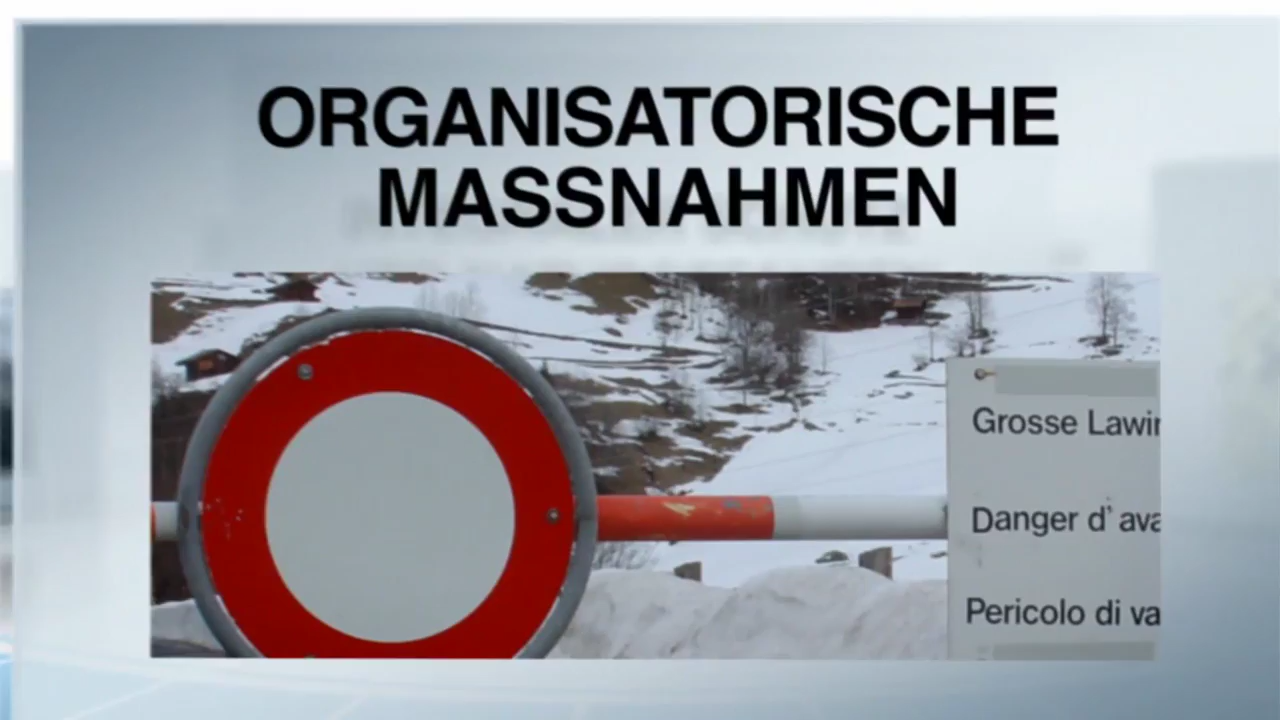 ORGANISATORISCHE
MASSNAHMEN
Grosse Lawi
Danger d' ava
Pericolo di va